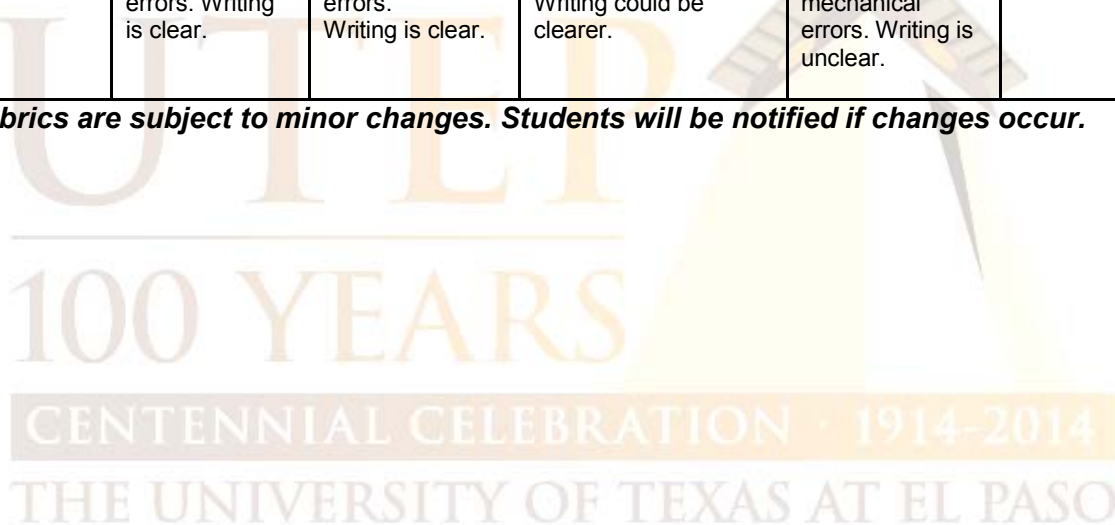 errors. Writing
is clear.
errors.
Writing is clear.
Writing could be
clearer.
mechanical
errors. Writing is
unclear.
brics are subject to minor changes. Students will be notified if changes occur.
UTEP
100 YEARS
CENTENNIAL CELEBRATION · 1914-2014
THE UNIVERSITY OF TEXAS AT EL PASO